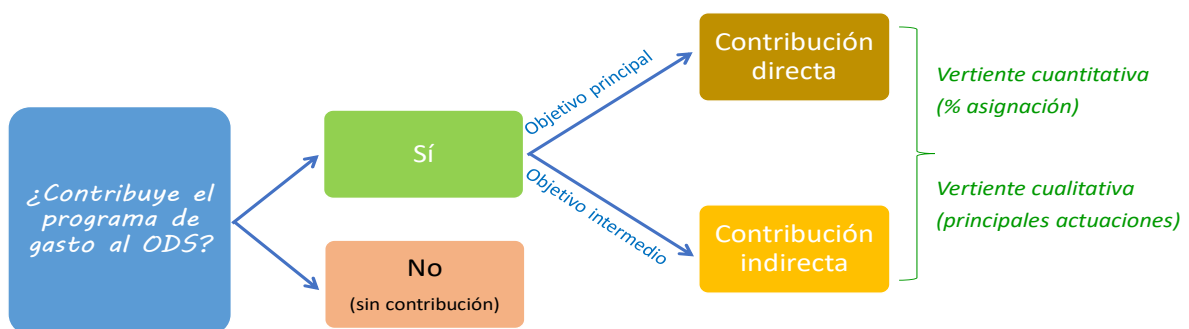 ¿Contribuye el
programa de
gasto al ODS?
Sí
No
(sin contribución)
Objetivo principal
Objetivo intermedio
Contribución
directa
Contribución
indirecta
Vertiente cuantitativa
(% asignación)
Vertiente cualitativa
(principales actuaciones)